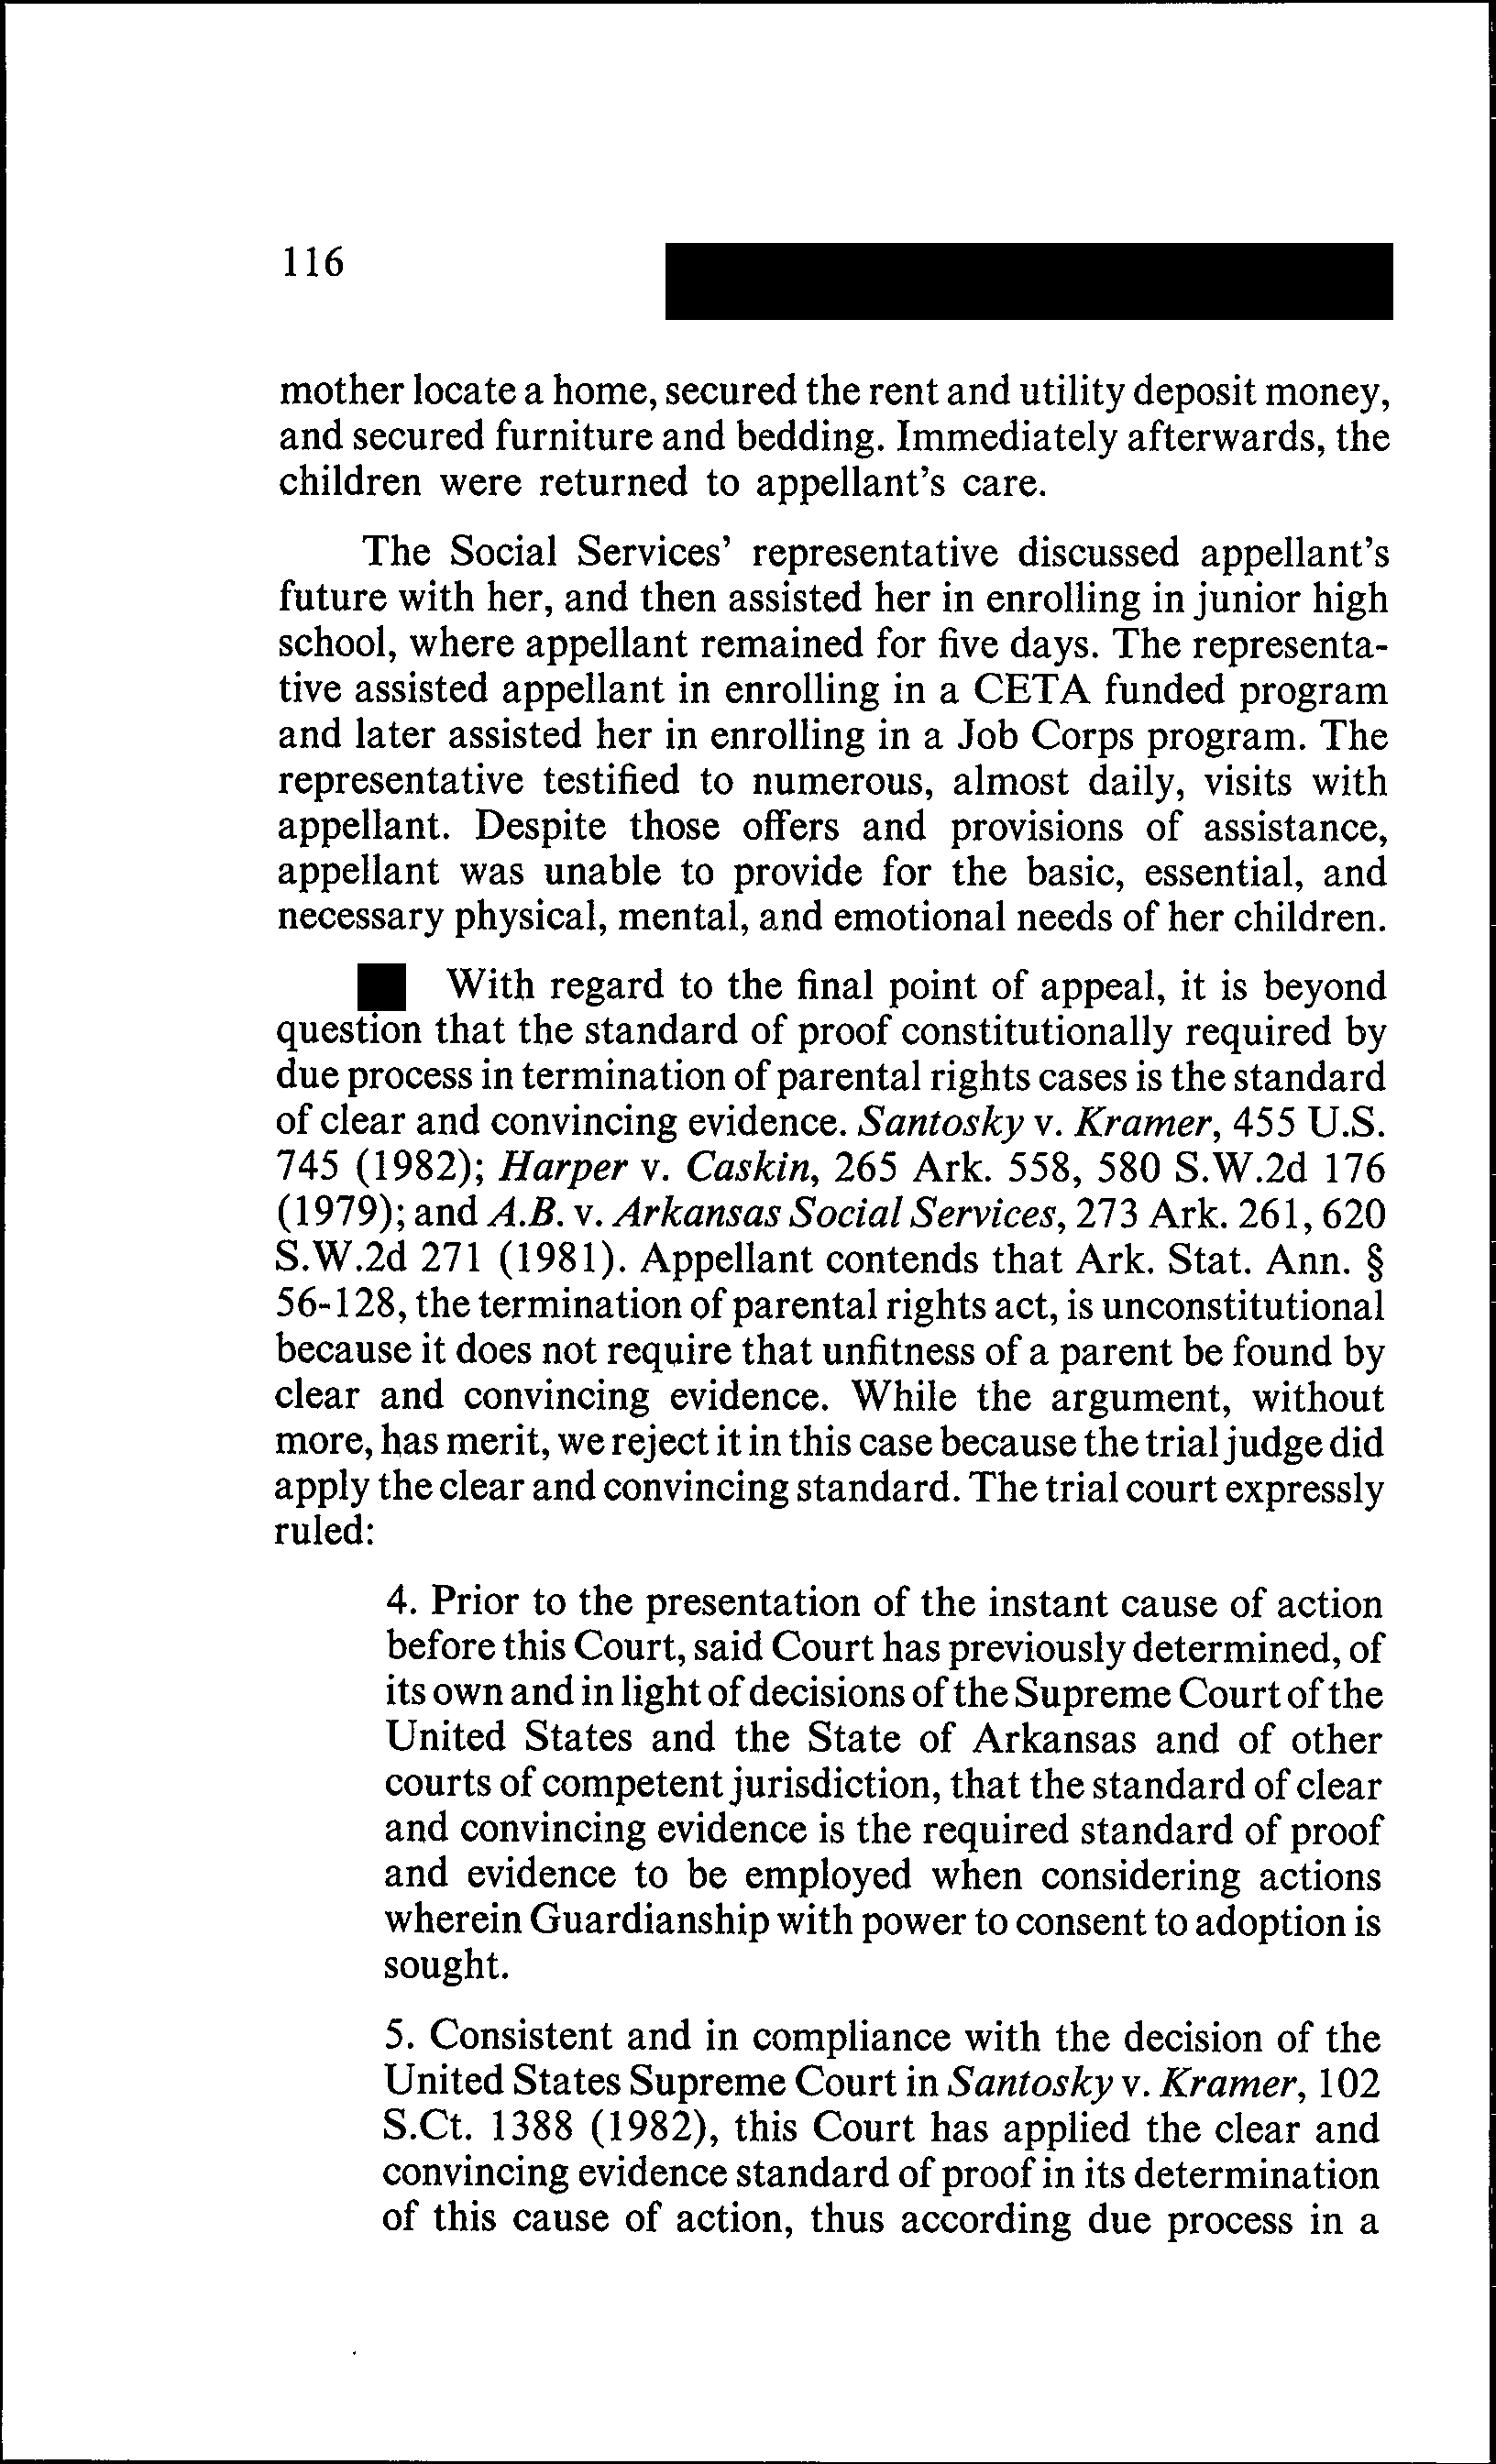 116
mother locate a home, secured the rent and utility deposit money,
and secured furniture and bedding. Immediately afterwards, the
children were returned to appellant's care.
The Social Services' representative discussed appellant's
future with her, and then assisted her in enrolling in junior high
school, where appellant remained for five days. The representa-
tive assisted appellant in enrolling in a CETA funded program
and later assisted her in enrolling in a Job Corps program. The
representative testified to numerous, almost daily, visits with
appellant. Despite those offers and provisions of assistance,
appellant was unable to provide for the basic, essential, and
necessary physical, mental, and emotional needs of her children.
With regard to the final point of appeal, it is beyond
question that the standard of proof constitutionally required by
due process in termination of parental rights cases is the standard
of clear and convincing evidence. Santosky v. Kramer, 455 U.S.
745 (1982); Harper v. Caskin, 265 Ark. 558, 580 S.W.2d 176
(1979); and A.B. v. Arkansas Social Services, 273 Ark. 261, 620
S.W.2d 271 (1981). Appellant contends that Ark. Stat. Ann. §
56-128, the termination of parental rights act, is unconstitutional
because it does not require that unfitness of a parent be found by
clear and convincing evidence. While the argument, without
more, has merit, we reject it in this case because the trial judge did
apply the clear and convincing standard. The trial court expressly
ruled:
4. Prior to the presentation of the instant cause of action
before this Court, said Court has previously determined, of
its own and in light of decisions of the Supreme Court of the
United States and the State of Arkansas and of other
courts of competent jurisdiction, that the standard of clear
and convincing evidence is the required standard of proof
and evidence to be employed when considering actions
wherein Guardianship with power to consent to adoption is
sought.
5. Consistent and in compliance with the decision of the
United States Supreme Court in Santosky v. Kramer, 102
S.Ct. 1388 (1982), this Court has applied the clear and
convincing evidence standard of proof in its determination
of this cause of action, thus according due process in a